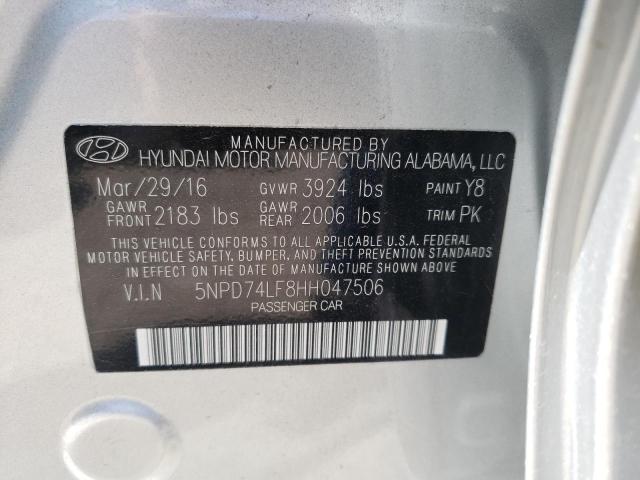 MANUFACTURED BY
HYUNDAI MOTOR MANUFACTURING ALABAMA, LLC
Mar/29/16 GVWR 3924 lbs PAINT Y8
GAWR FRONT 2183 lbs GAWR REAR 2006 lbs TRIM PK
THIS VEHICLE CONFORMS TO ALL APPLICABLE U.S.A. FEDERAL
MOTOR VEHICLE SAFETY, BUMPER, AND THEFT PREVENTION STANDARDS
IN EFFECT ON THE DATE OF MANUFACTURE SHOWN ABOVE.
V.I.N 5NPD74LF8HH047506
PASSENGER CAR